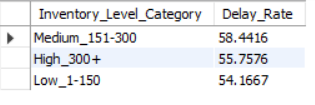 Inventory_Level_Category Delay_Rate
Medium_151-300 58.4416
High_300+ 55.7576
Low_1-150 54.1667